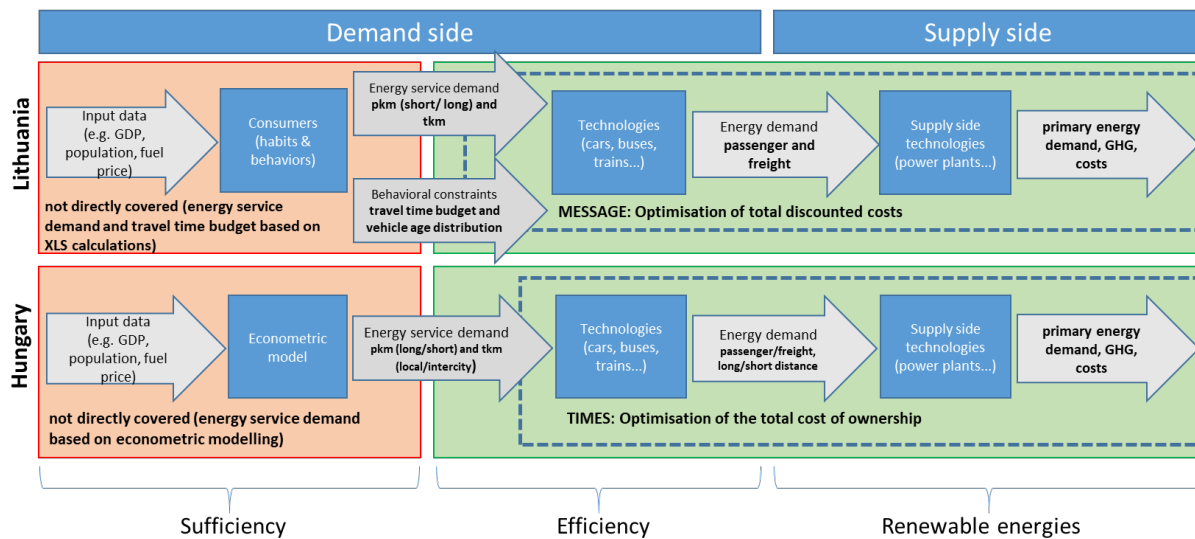 Demand side
Supply side
Lithuania
Input data
(e.g. GDP,
population, fuel
price)
Consumers
(habits &
behaviors)
Energy service demand
pkm (short/ long) and
tkm
Behavioral constraints
travel time budget and
vehicle age distribution
not directly covered (energy service
demand and travel time budget based on
XLS calculations)
Technologies
(cars, buses,
trains...)
Energy demand
passenger and
freight
Supply side
technologies
(power plants...)
primary energy
demand, GHG,
costs
MESSAGE: Optimisation of total discounted costs
Hungary
Input data
(e.g. GDP,
population, fuel
price)
Econometric
model
Energy service demand
pkm (long/short) and tkm
(local/intercity)
not directly covered (energy service demand
based on econometric modelling)
Technologies
(cars, buses,
trains...)
Energy demand
passenger/freight,
long/short distance
Supply side
technologies
(power plants...)
primary energy
demand, GHG,
costs
TIMES: Optimisation of the total cost of ownership
Sufficiency
Efficiency
Renewable energies